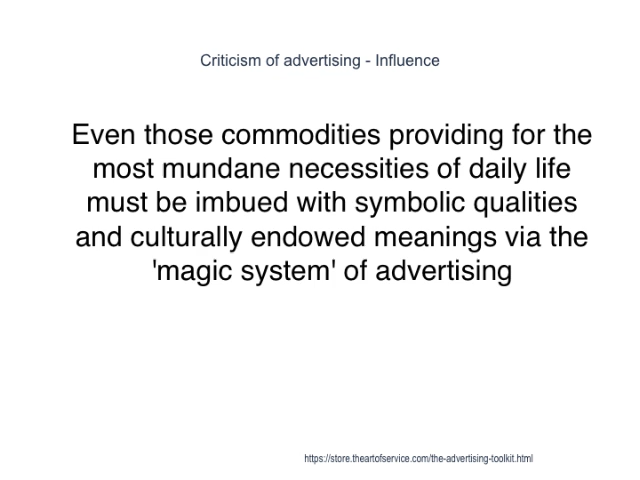 Criticism of advertising - Influence
Even those commodities providing for the
most mundane necessities of daily life
must be imbued with symbolic qualities
and culturally endowed meanings via the
'magic system' of advertising
https://store.theartofservice.com/the-advertising-toolkit.html